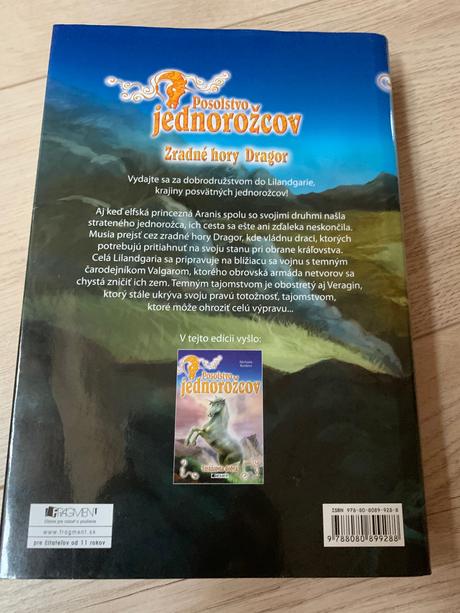 Posolstvo
jednorožcov
Zradné hory Dragor
Vydajte sa za dobrodružstvom do Lilandgarie,
krajiny posvätných jednorožcov!
Aj keď elfská princezná Aranis spolu so svojimi druhmi našla
strateného jednorožca, ich cesta sa ešte ani zďaleka neskončila.
Musia prejsť cez zradné hory Dragor, kde vládnu draci, ktorých
potrebujú pritiahnuť na svoju stanu pri obrane kráľovstva.
Celá Lilandgaria sa pripravuje na blížiacu sa vojnu s temným
čarodejníkom Valgarom, ktorého obrovská armáda netvorov sa
chystá zničiť ich zem. Temným tajomstvom je obostretý aj Veragin,
ktorý stále ukrýva svoju pravú totožnosť, tajomstvom,
ktoré môže ohroziť celú výpravu...
V tejto edícii vyšlo:
Posolstvo
jednorožcov
FRAGMENT
www.fragment.sk
pre čitateľov od 11 rokov
ISBN 978-80-8089-928-8
9 788080 899288